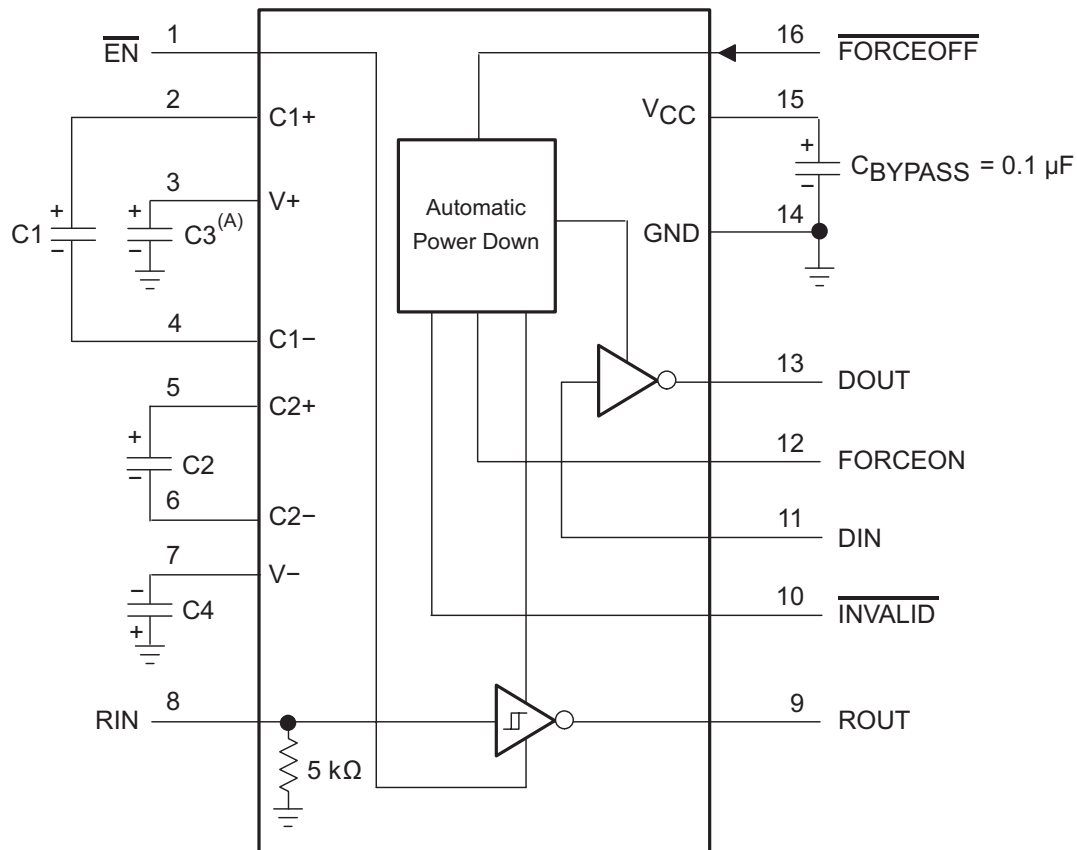 1
EN
16
FORCEOFF
2
C1+
VCC
15
+
CBYPASS = 0.1 µF
−
3
V+
+
C1
−
+
C3(A)
−
Automatic
Power Down
14
GND
4
C1−
13
DOUT
5
C2+
+
C2
−
12
FORCEON
6
C2−
11
DIN
7
V−
−
C4
+
10
INVALID
8
RIN
9
ROUT
5 kΩ